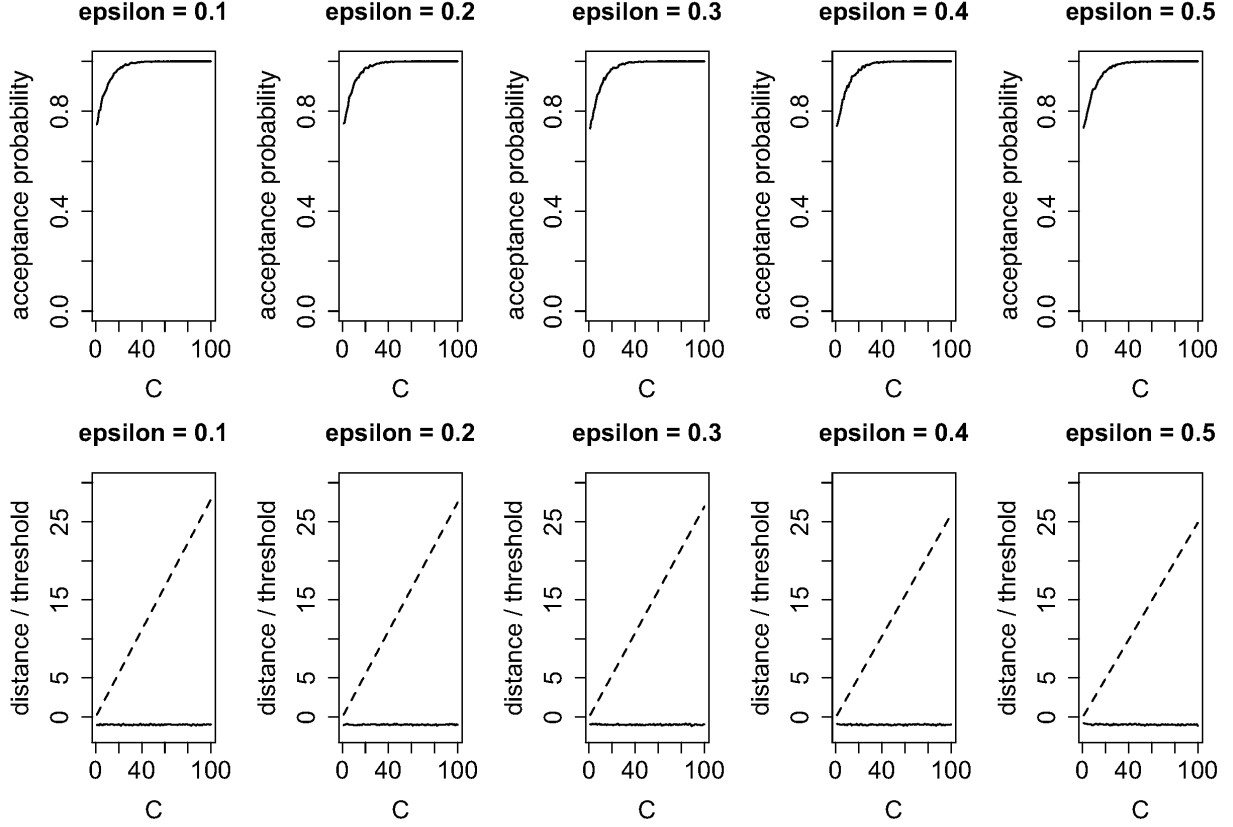 epsilon = 0.1
acceptance probability
0.0 0.4 0.8
0 40 100
C
epsilon = 0.2
acceptance probability
0.0 0.4 0.8
0 40 100
C
epsilon = 0.3
acceptance probability
0.0 0.4 0.8
0 40 100
C
epsilon = 0.4
acceptance probability
0.0 0.4 0.8
0 40 100
C
epsilon = 0.5
acceptance probability
0.0 0.4 0.8
0 40 100
C
epsilon = 0.1
distance / threshold
0 5 15 25
0 40 100
C
epsilon = 0.2
distance / threshold
0 5 15 25
0 40 100
C
epsilon = 0.3
distance / threshold
0 5 15 25
0 40 100
C
epsilon = 0.4
distance / threshold
0 5 15 25
0 40 100
C
epsilon = 0.5
distance / threshold
0 5 15 25
0 40 100
C